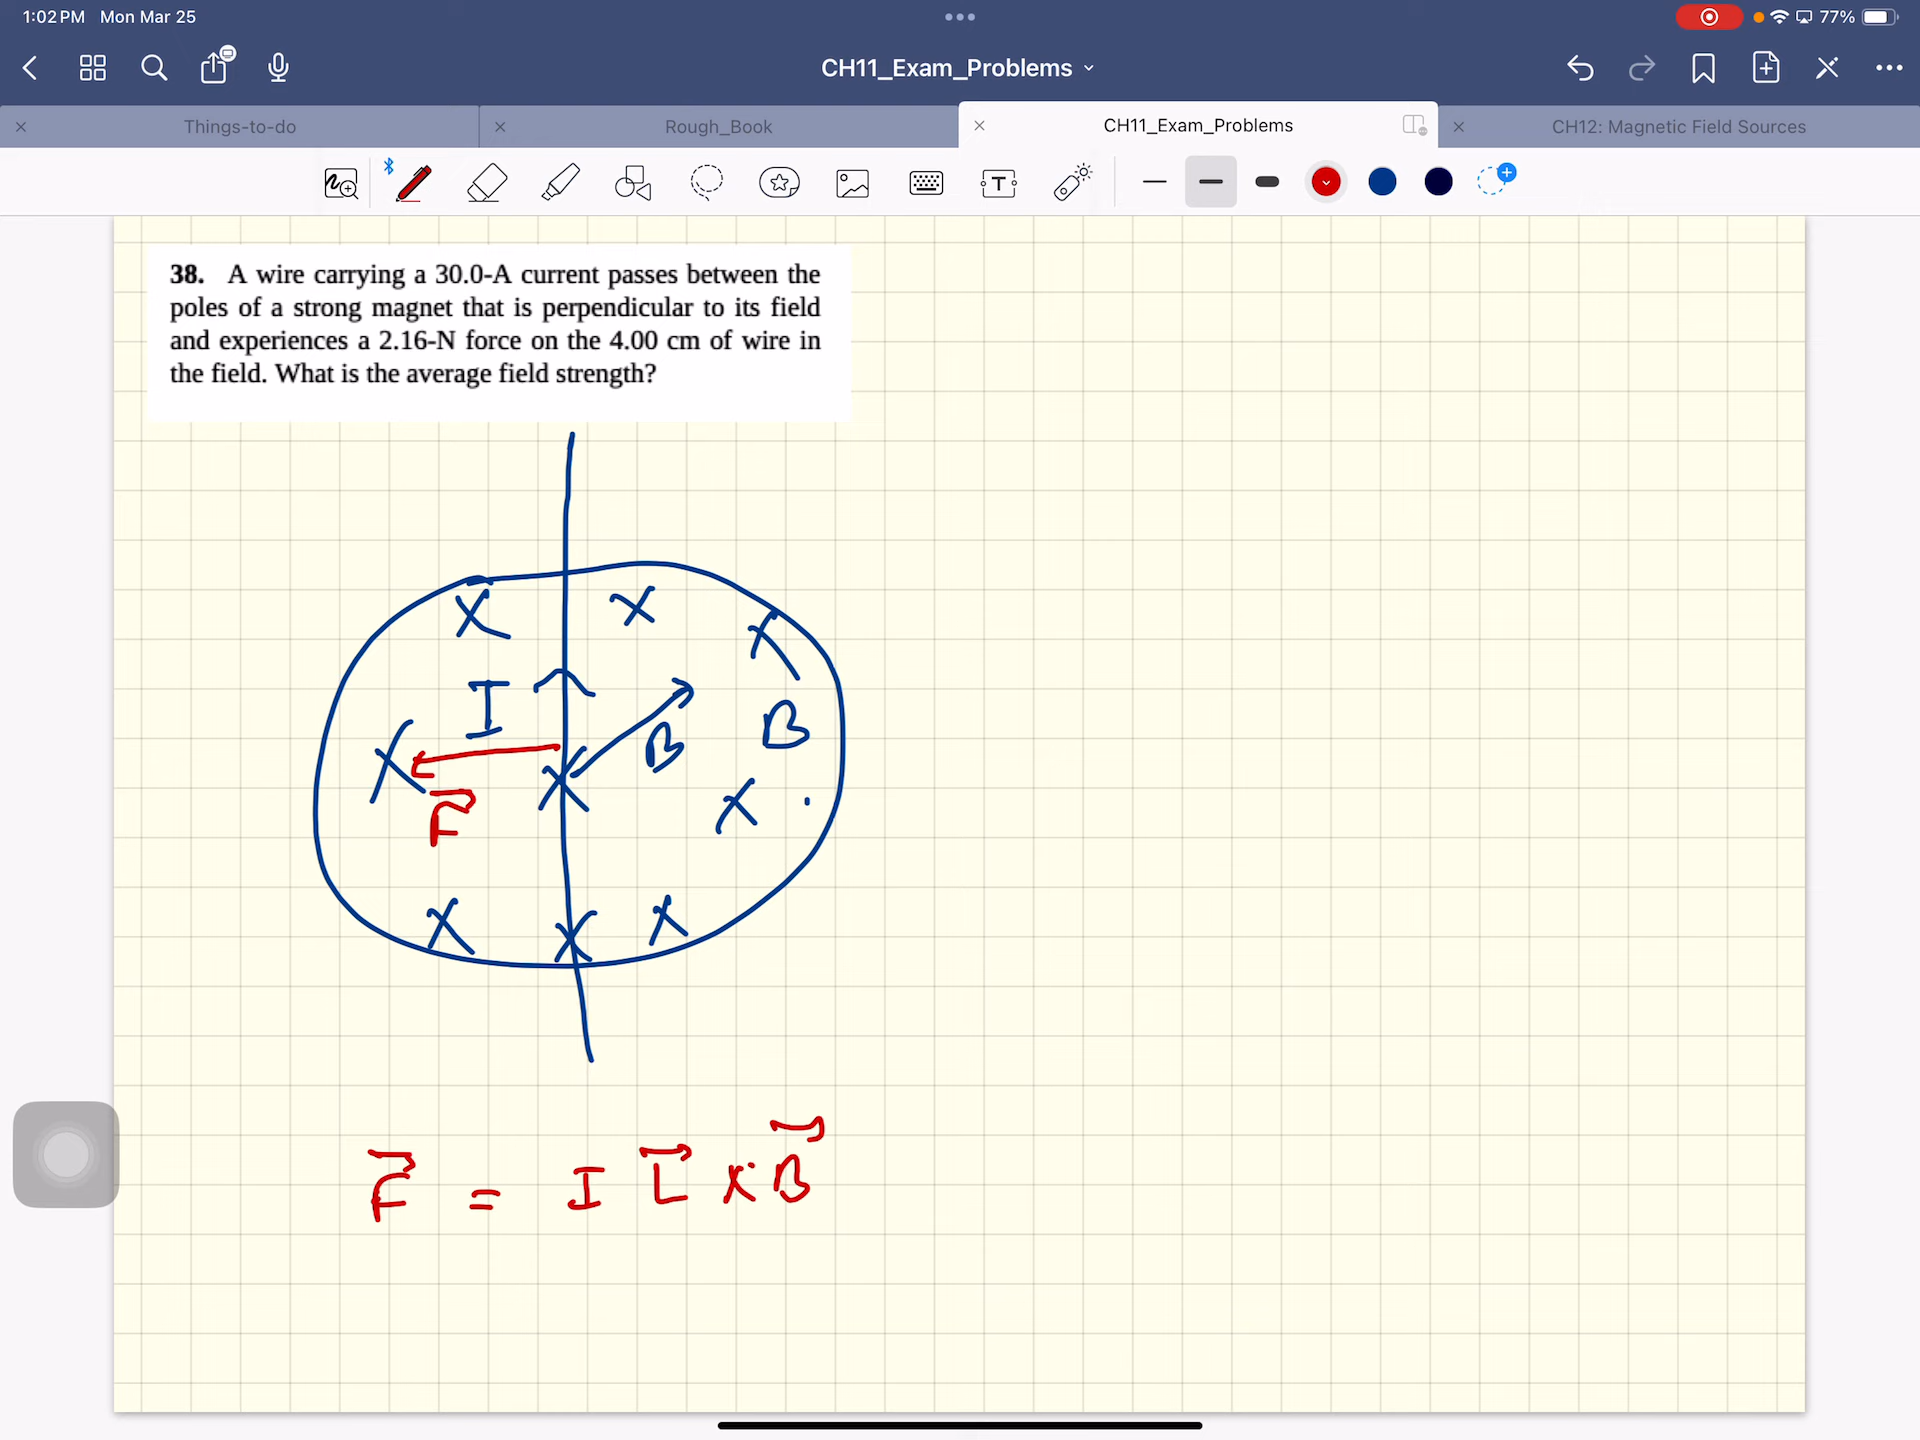 1:02 PM Mon Mar 25
77%
CH11_Exam_Problems
Things-to-do
Rough_Book
CH11_Exam_Problems
CH12: Magnetic Field Sources
T
38. A wire carrying a 30.0-A current passes between the
poles of a strong magnet that is perpendicular to its field
and experiences a 2.16-N force on the 4.00 cm of wire in
the field. What is the average field strength?
X X X
I
B B
X X X
F
X X X
F = I L x B